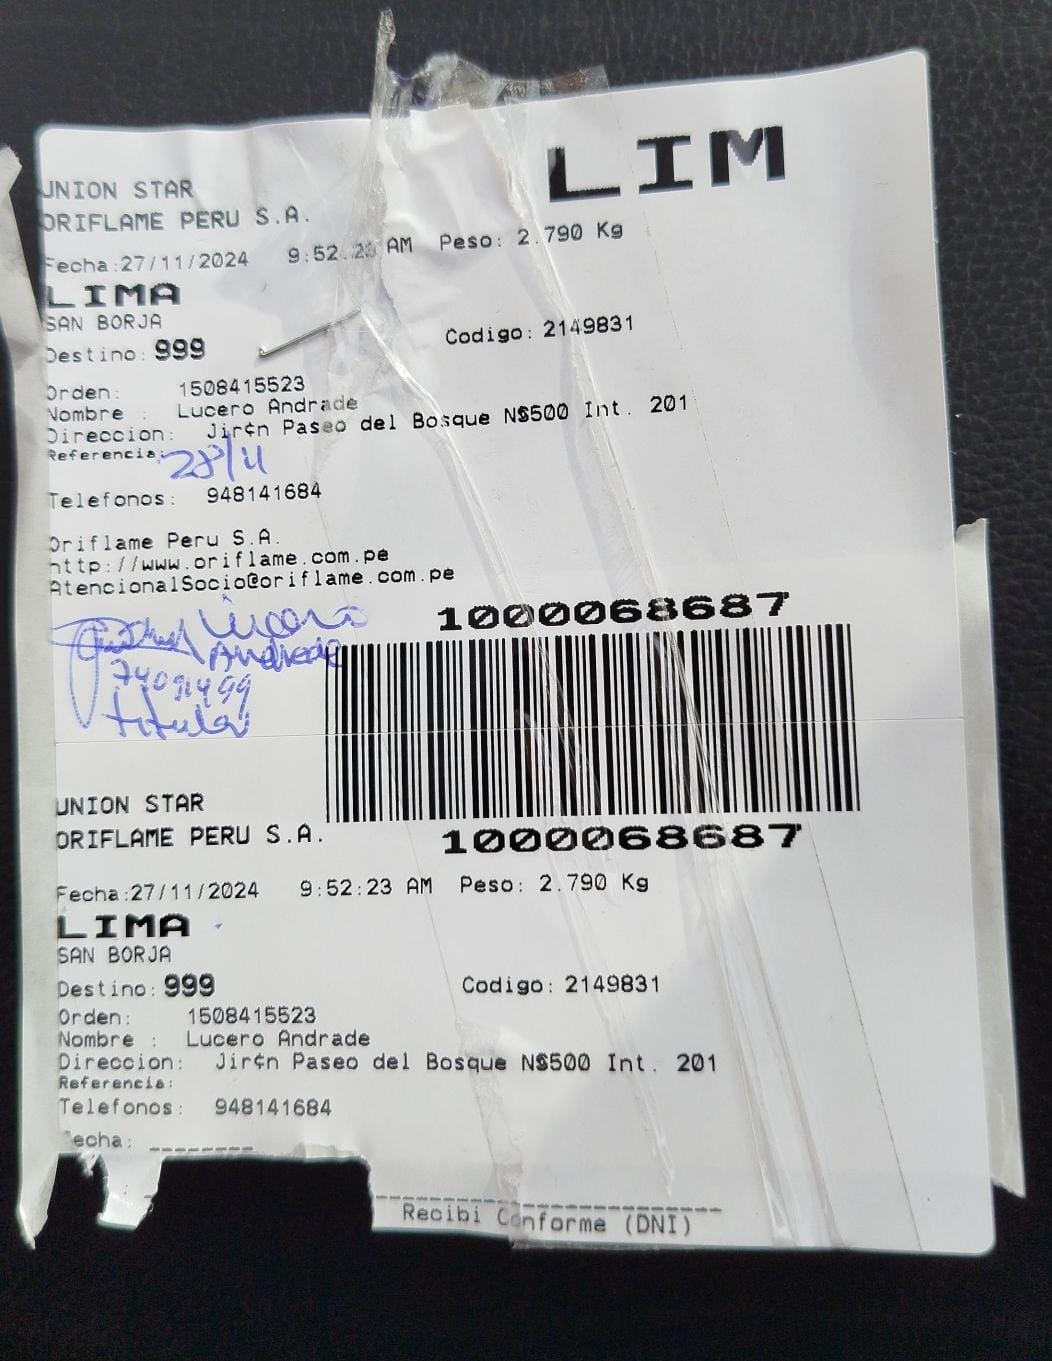 LIM
UNION STAR
ORIFLAME PERU S.A.
Fecha:27/11/2024 9:52:23 AM Peso: 2.790 Kg
LIMA
SAN BORJA
Destino: 999 Codigo: 2149831
Orden: 1508415523
Nombre : Lucero Andrade
Direccion: Jir¢n Paseo del Bosque N$500 Int. 201
Referencia:
28/11
Telefonos: 948141684
Oriflame Peru S.A.
http://www.oriflame.com.pe
AtencionalSocio@oriflame.com.pe
1000068687
Lucero
Andrade
74091499
titular
UNION STAR
ORIFLAME PERU S.A.
1000068687
Fecha:27/11/2024 9:52:23 AM Peso: 2.790 Kg
LIMA
SAN BORJA
Destino: 999 Codigo: 2149831
Orden: 1508415523
Nombre : Lucero Andrade
Direccion: Jir¢n Paseo del Bosque N$500 Int. 201
Referencia:
Telefonos: 948141684
echa: ________
Recibi Conforme (DNI)